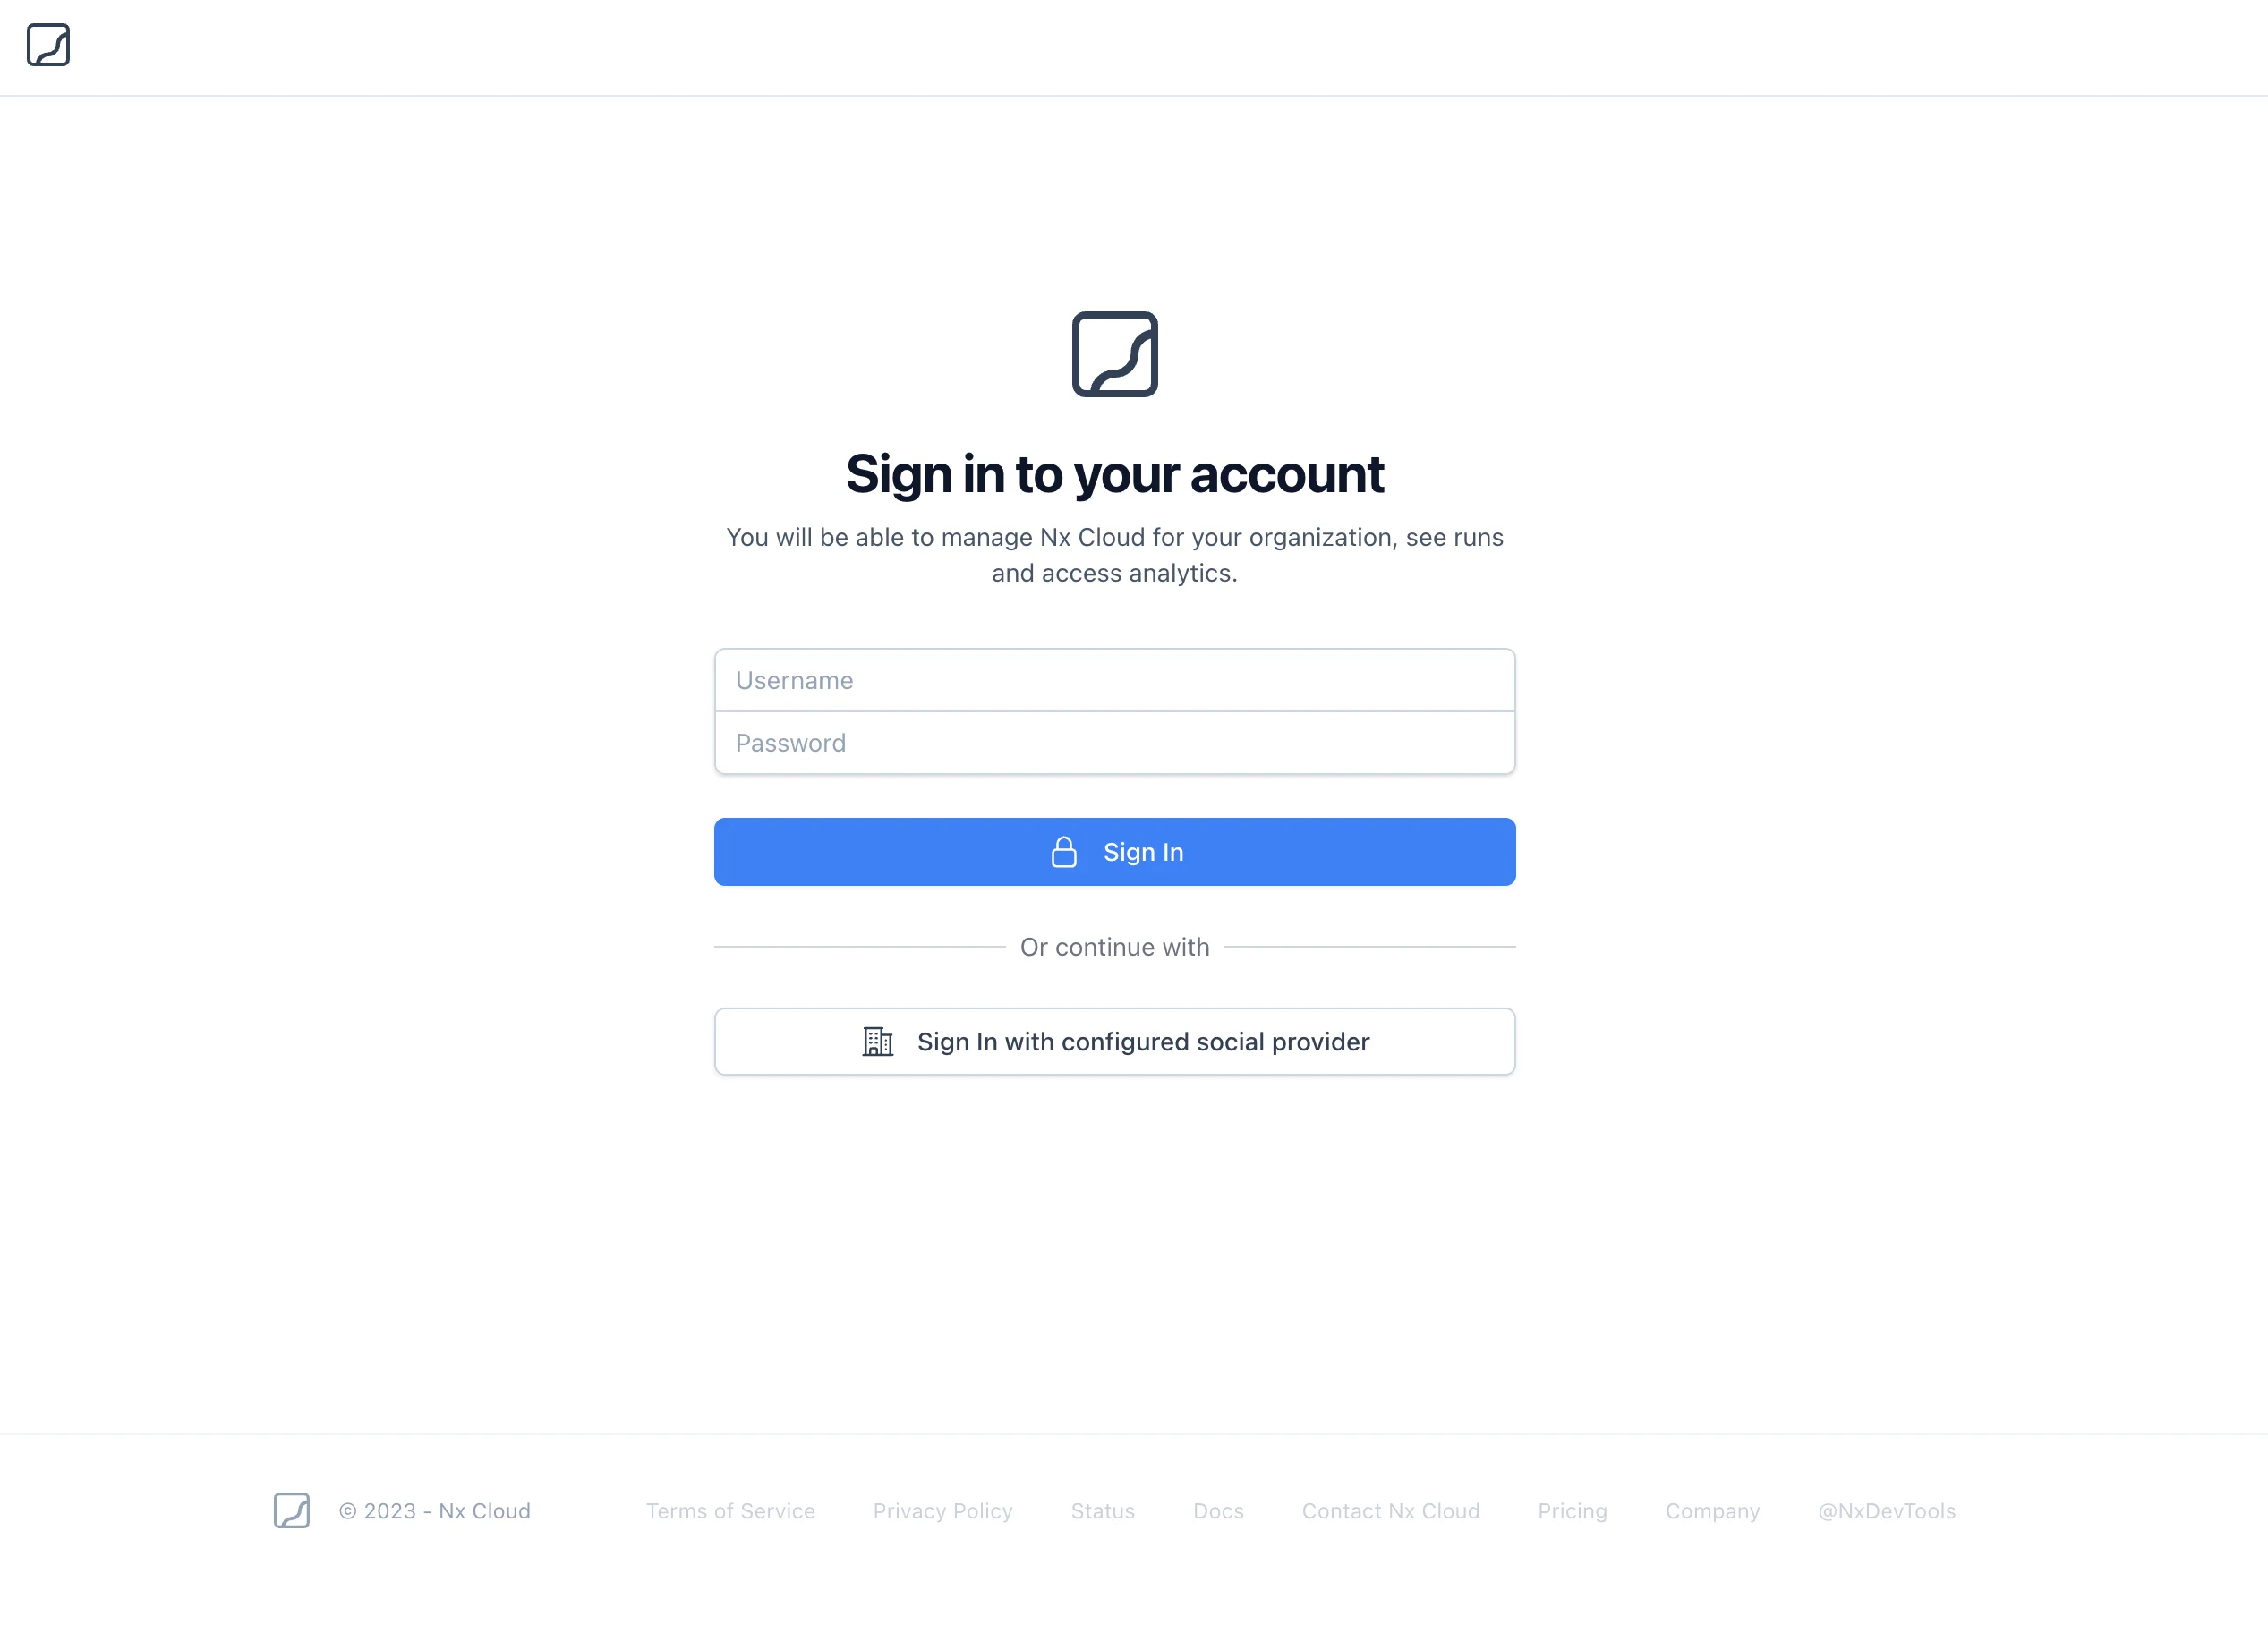 Sign in to your account
You will be able to manage Nx Cloud for your organization, see runs
and access analytics.
Username
Password
Sign In
Or continue with
Sign In with configured social provider
© 2023 - Nx Cloud
Terms of Service
Privacy Policy
Status
Docs
Contact Nx Cloud
Pricing
Company
@NxDevTools